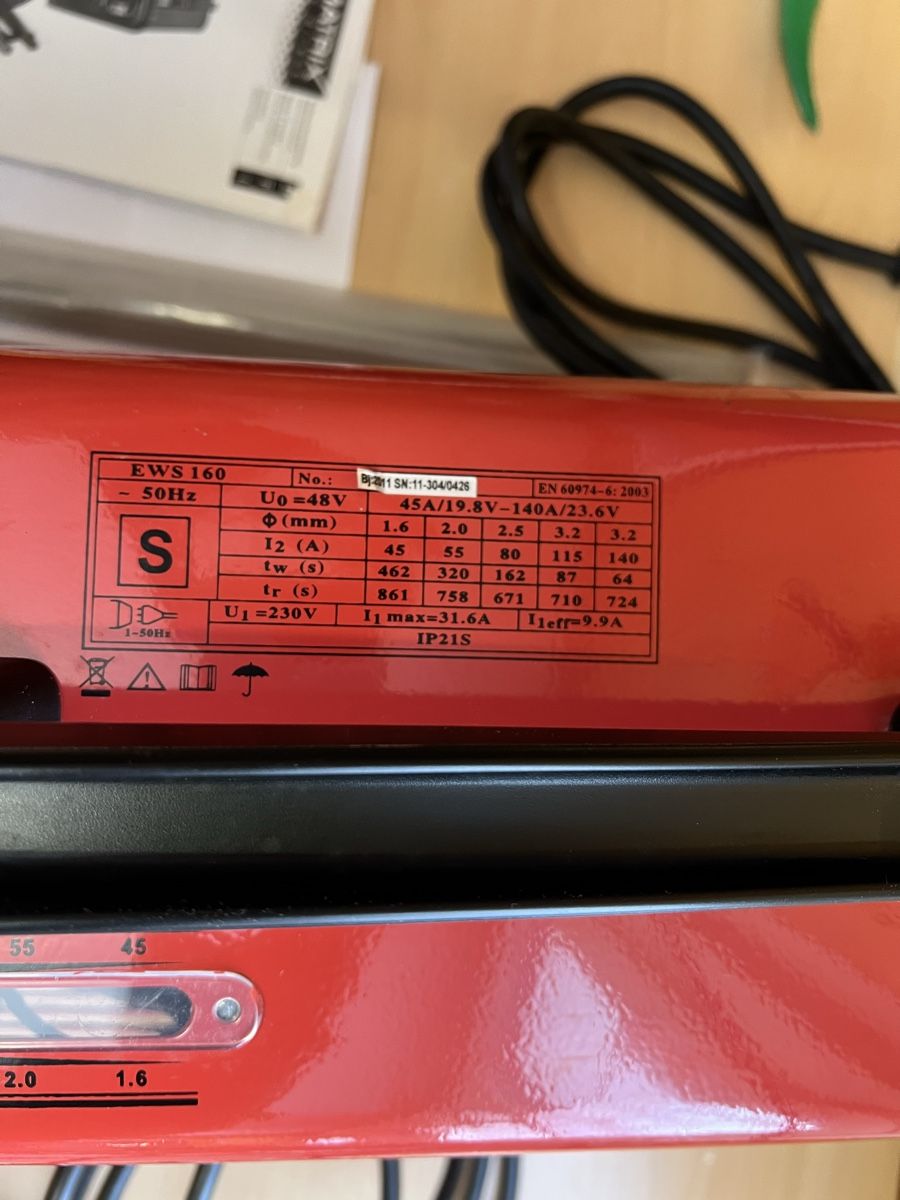 EWS 160 No.: Bj:2011 SN:11-304/0426 EN 60974-6: 2003
~ 50Hz U0=48V 45A/19.8V-140A/23.6V
S
Φ(mm) 1.6 2.0 2.5 3.2 3.2
I2 (A) 45 55 80 115 140
tw (s) 462 320 162 87 64
tr (s) 861 758 671 710 724
1~50Hz U1=230V I1 max=31.6A I1eff=9.9A
IP21S
55 45
2.0 1.6